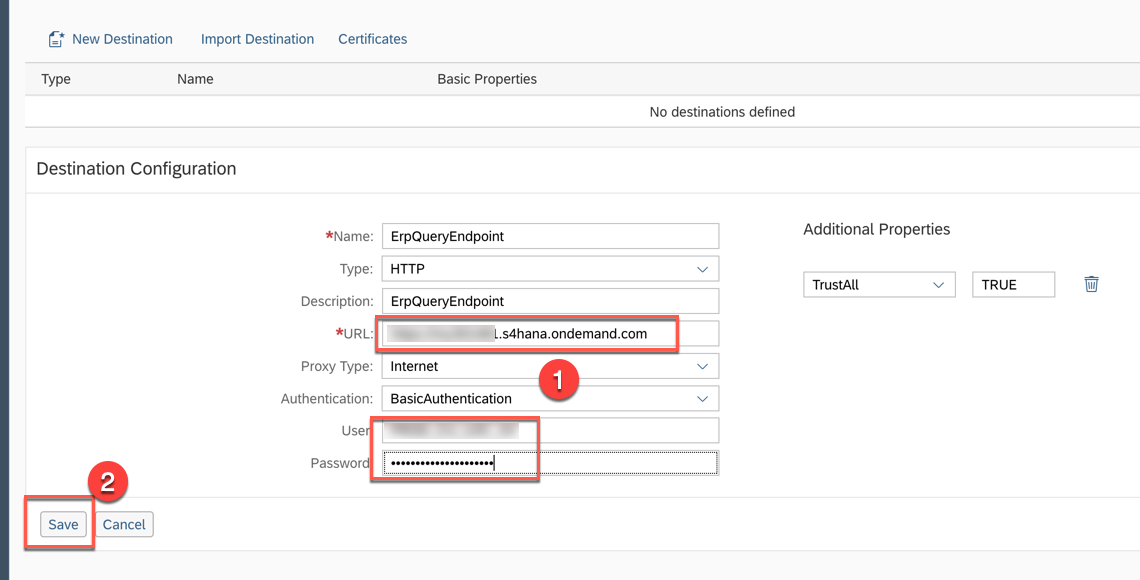 New Destination Import Destination Certificates
Type Name Basic Properties
No destinations defined
Destination Configuration
*Name: ErpQueryEndpoint
Type: HTTP
Description: ErpQueryEndpoint
*URL: 1.s4hana.ondemand.com
Proxy Type: Internet
Authentication: BasicAuthentication
User
Password •••••••••••••••••••••
Additional Properties
TrustAll TRUE
1
2
Save Cancel